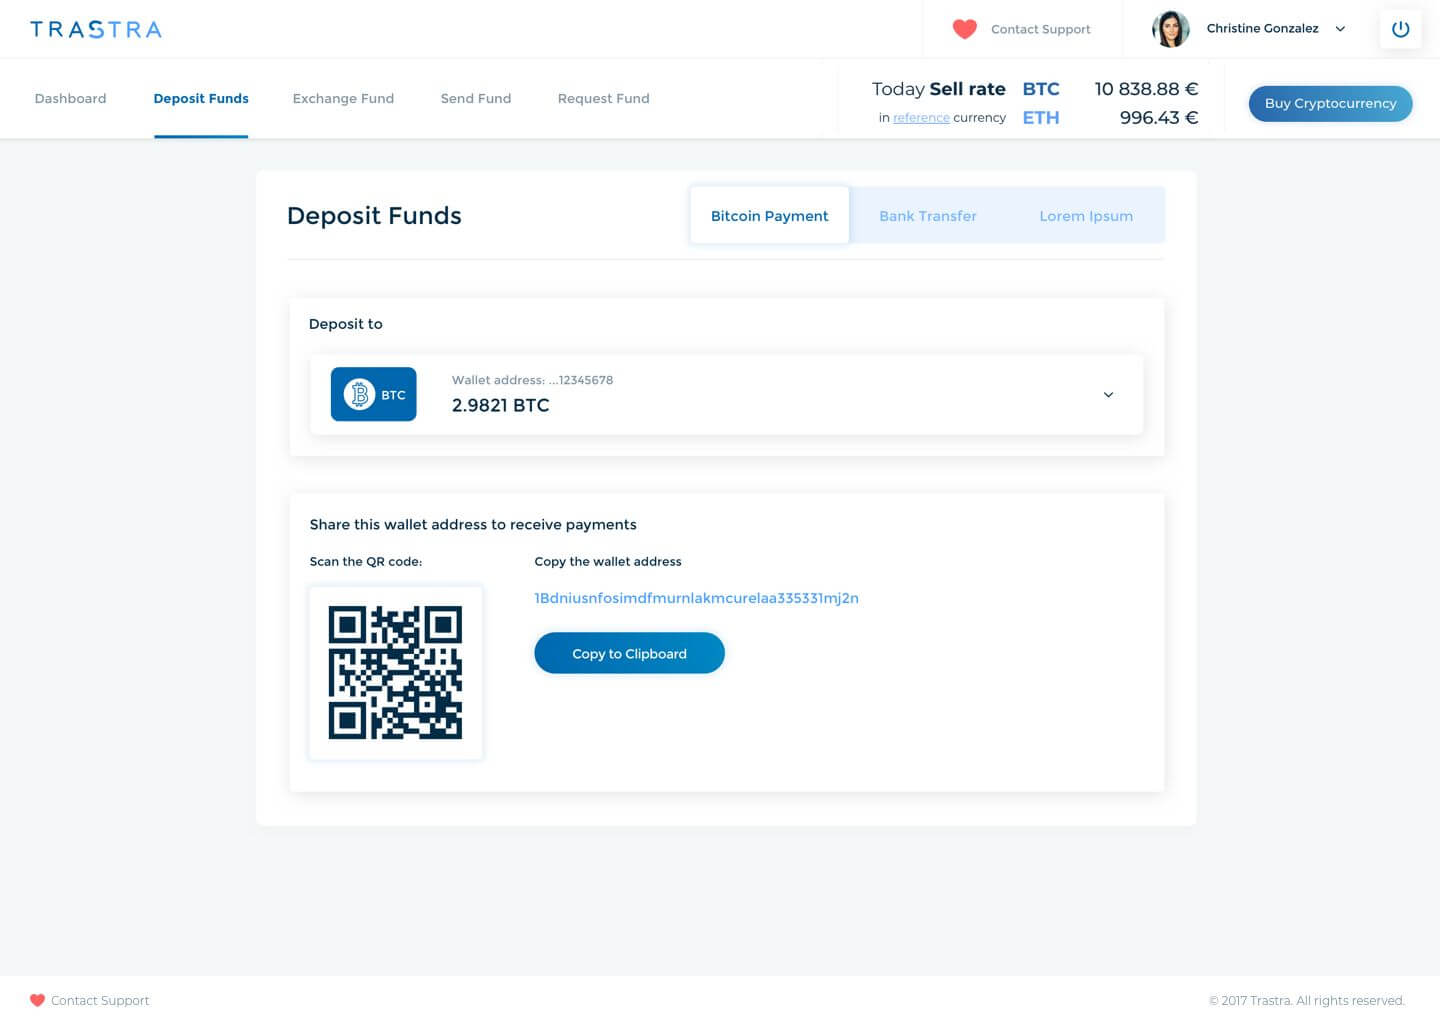 TRASTRA
Contact Support
Christine Gonzalez
Dashboard
Deposit Funds
Exchange Fund
Send Fund
Request Fund
Today Sell rate BTC 10 838.88 €
in reference currency ETH 996.43 €
Buy Cryptocurrency
Deposit Funds
Bitcoin Payment
Bank Transfer
Lorem Ipsum
Deposit to
BTC
Wallet address: ...12345678
2.9821 BTC
Share this wallet address to receive payments
Scan the QR code:
Copy the wallet address
1Bdniusnfosimdfmurnlakmcurelaa335331mj2n
Copy to Clipboard
Contact Support
© 2017 Trastra. All rights reserved.